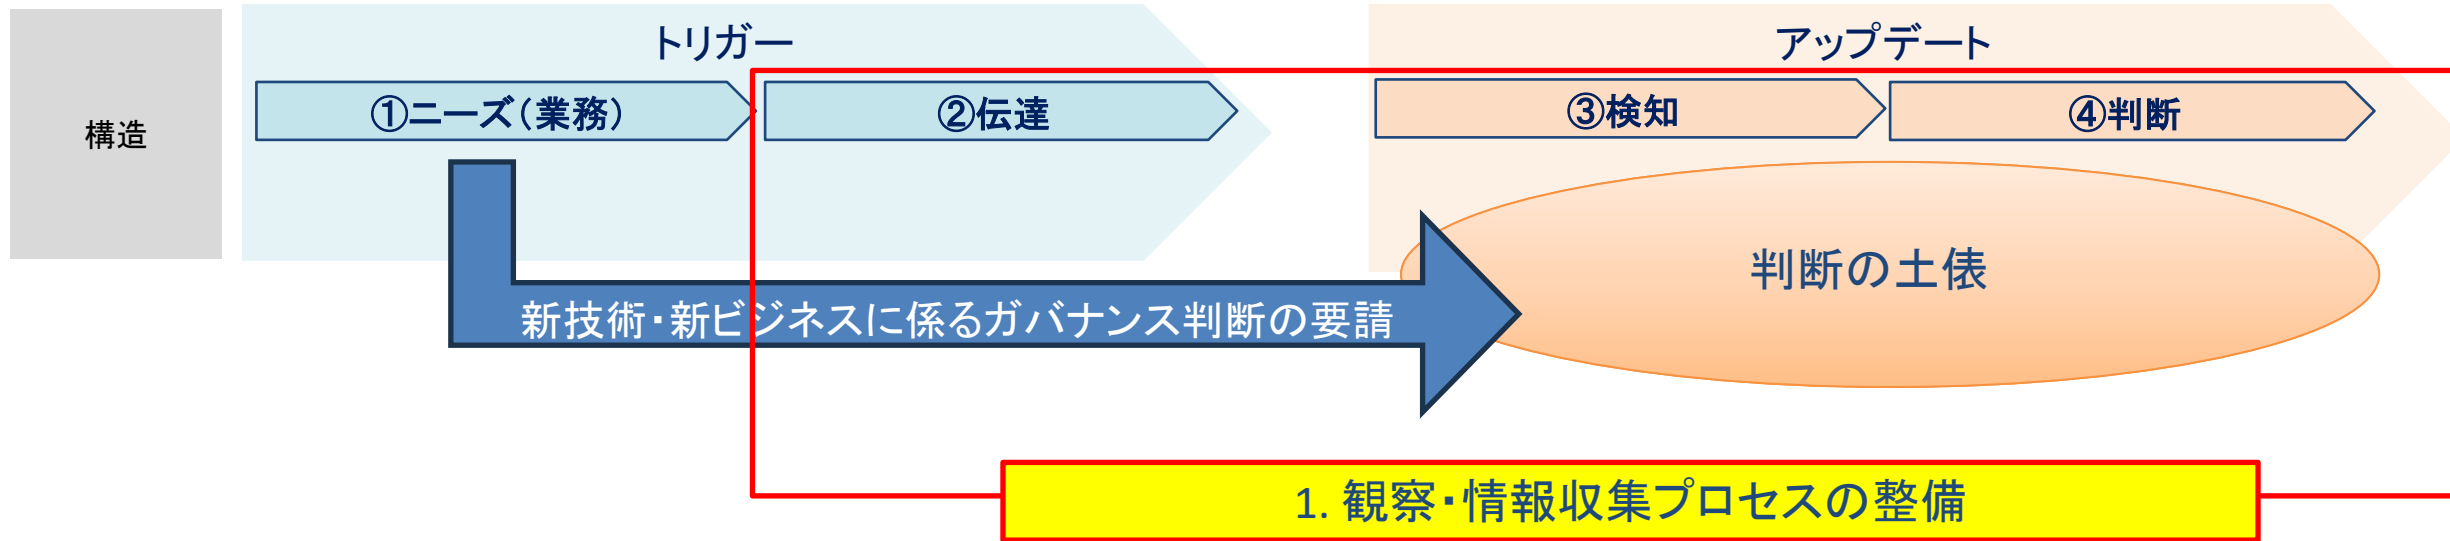 構造
トリガー
アップデート
①ニーズ(業務)
②伝達
③検知
④判断
判断の土俵
新技術・新ビジネスに係るガバナンス判断の要請
1. 観察・情報収集プロセスの整備